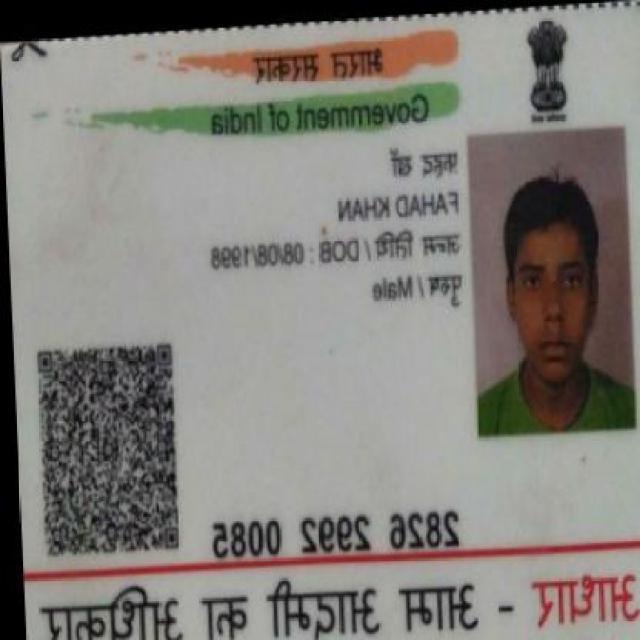 भारत सरकार
Government of India
फहद खाँ
FAHAD KHAN
जन्म तिथि / DOB : 08/08/1998
पुरुष / Male
2826 2992 0085
आधार - आम आदमी का अधिकार